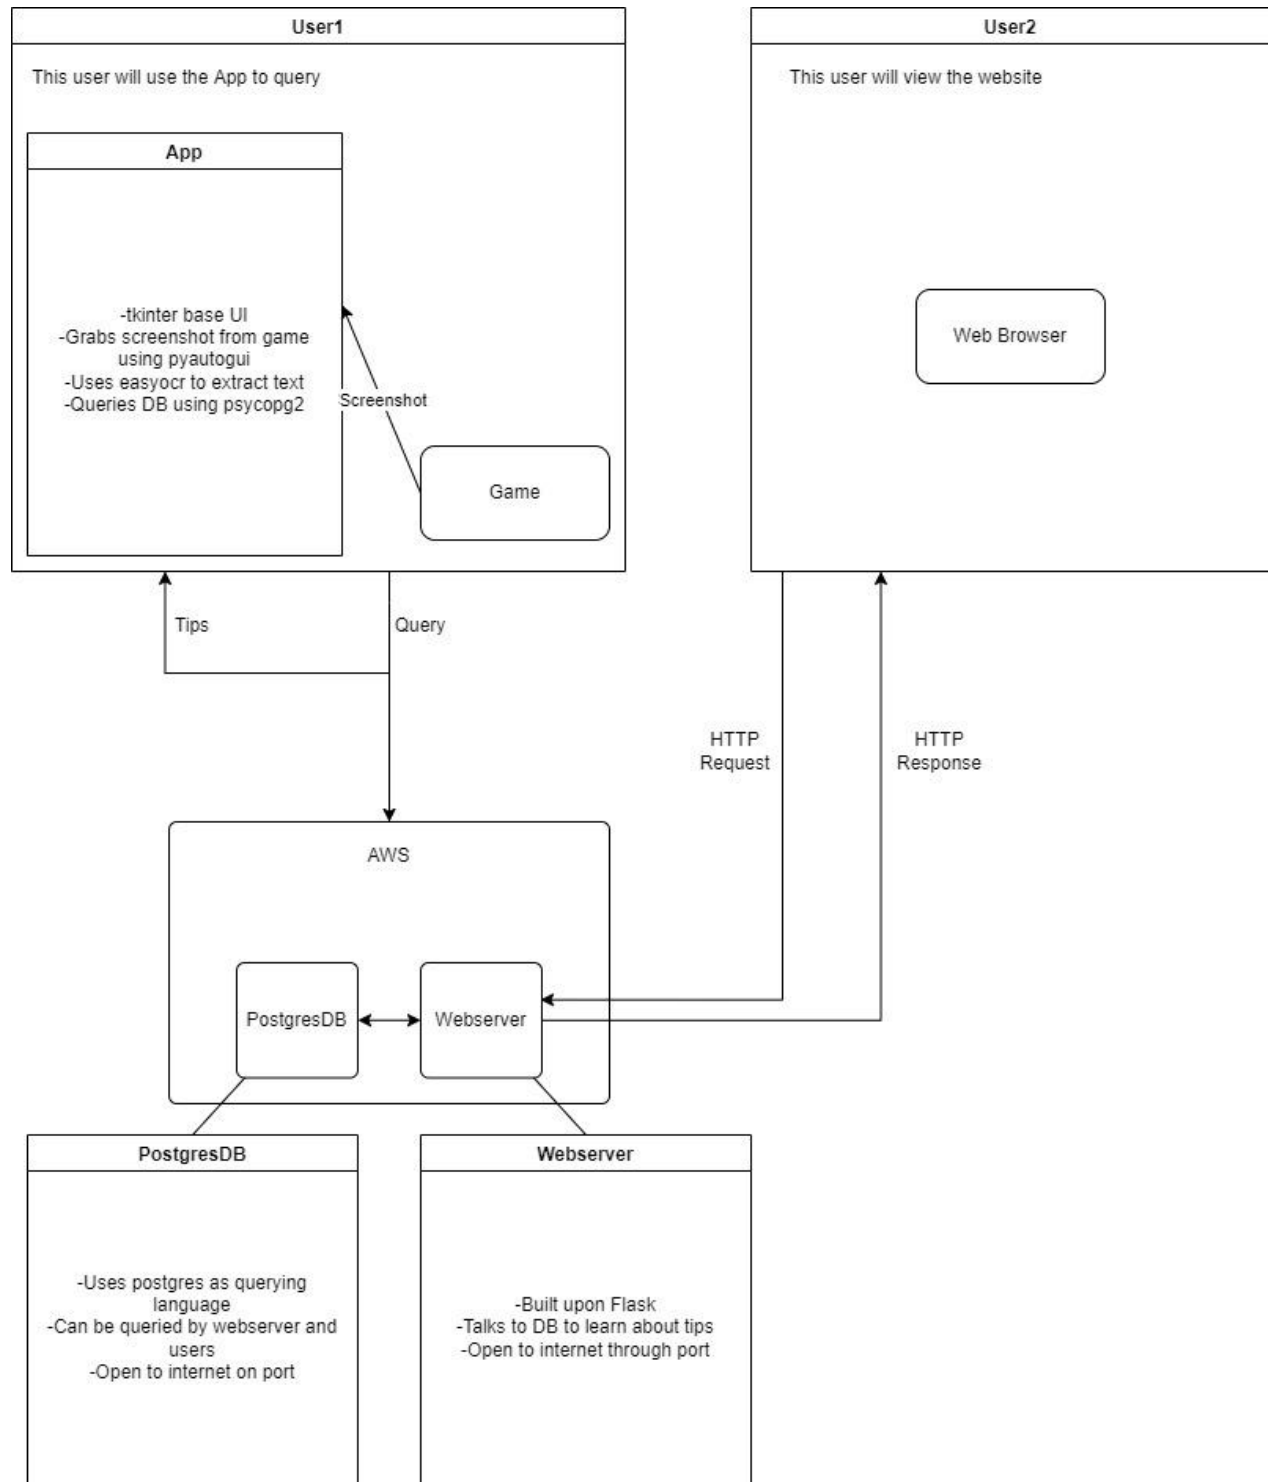 User1
This user will use the App to query
App
-tkinter base UI
-Grabs screenshot from game
using pyautogui
-Uses easyocr to extract text
-Queries DB using psycopg2
Screenshot
Game
User2
This user will view the website
Web Browser
Tips
Query
HTTP
Request
HTTP
Response
AWS
PostgresDB
Webserver
PostgresDB
-Uses postgres as querying
language
-Can be queried by webserver and
users
-Open to internet on port
Webserver
-Built upon Flask
-Talks to DB to learn about tips
-Open to internet through port